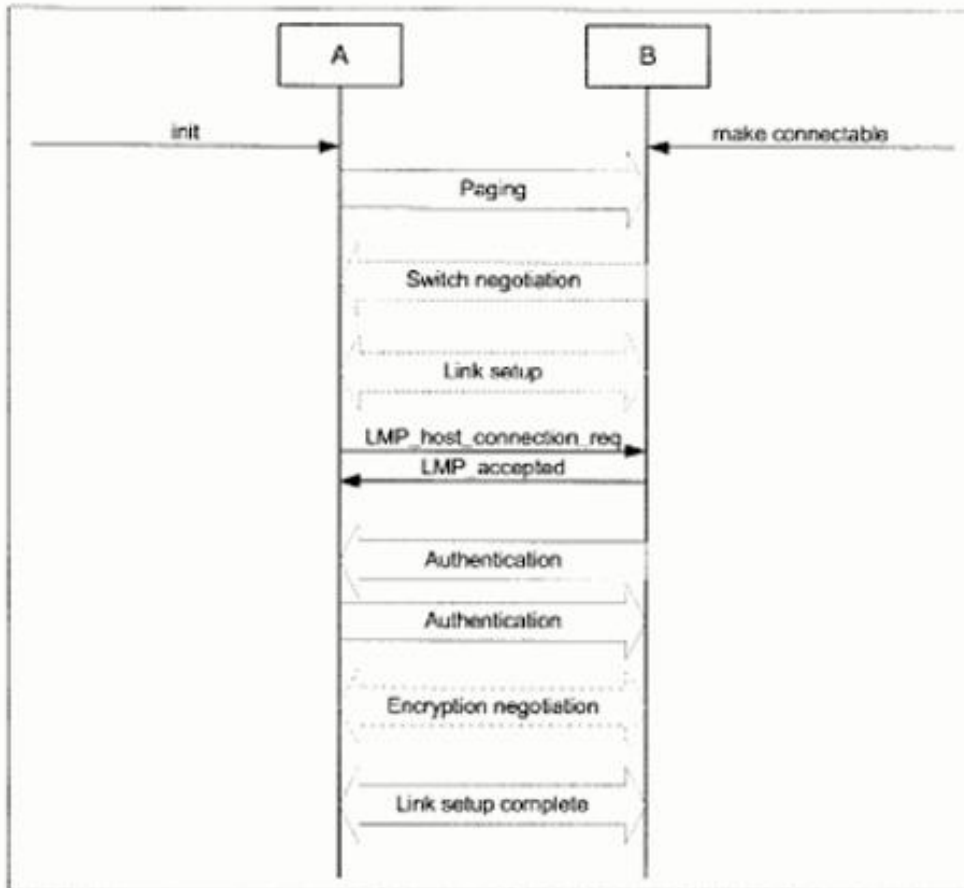 A
B
init
make connectable
Paging
Switch negotiation
Link setup
LMP_host_connection_req
LMP_accepted
Authentication
Authentication
Encryption negotiation
Link setup complete